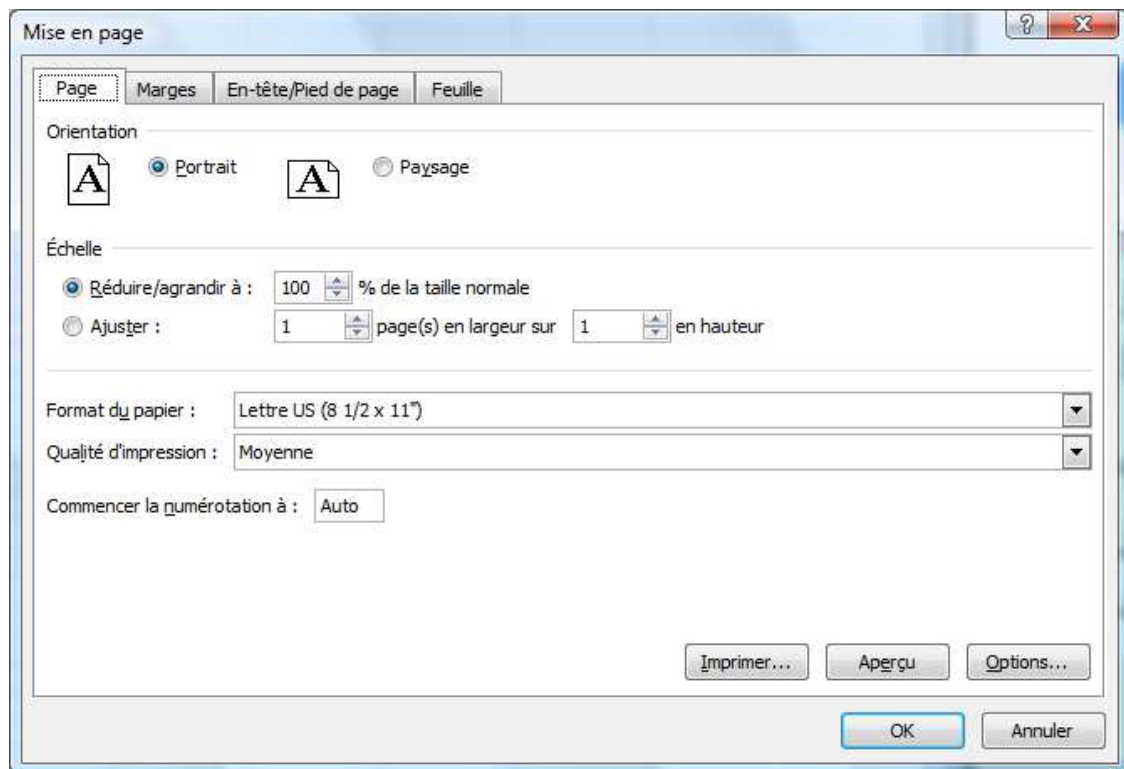 Mise en page
Page Marges En-tête/Pied de page Feuille
Orientation
A Portrait A Paysage
Échelle
Réduire/agrandir à : 100 % de la taille normale
Ajuster : 1 page(s) en largeur sur 1 en hauteur
Format du papier : Lettre US (8 1/2 x 11")
Qualité d'impression : Moyenne
Commencer la numérotation à : Auto
Imprimer... Aperçu Options...
OK Annuler